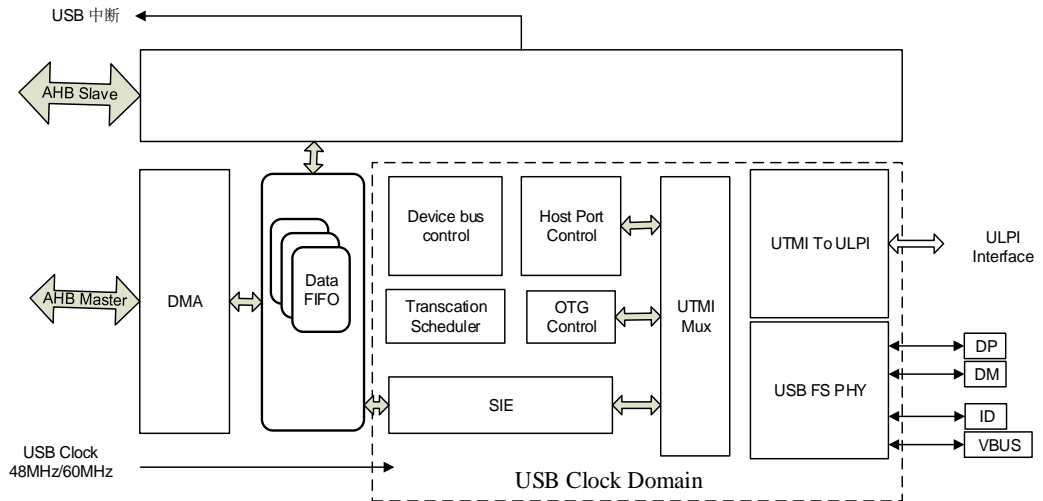 USB 中断
AHB Slave
Device bus
control
Host Port
Control
UTMI To ULPI
ULPI
Interface
Data
FIFO
AHB Master
DMA
Transcation
Scheduler
OTG
Control
UTMI
Mux
DP
DM
USB FS PHY
SIE
ID
VBUS
USB Clock
48MHz/60MHz
USB Clock Domain